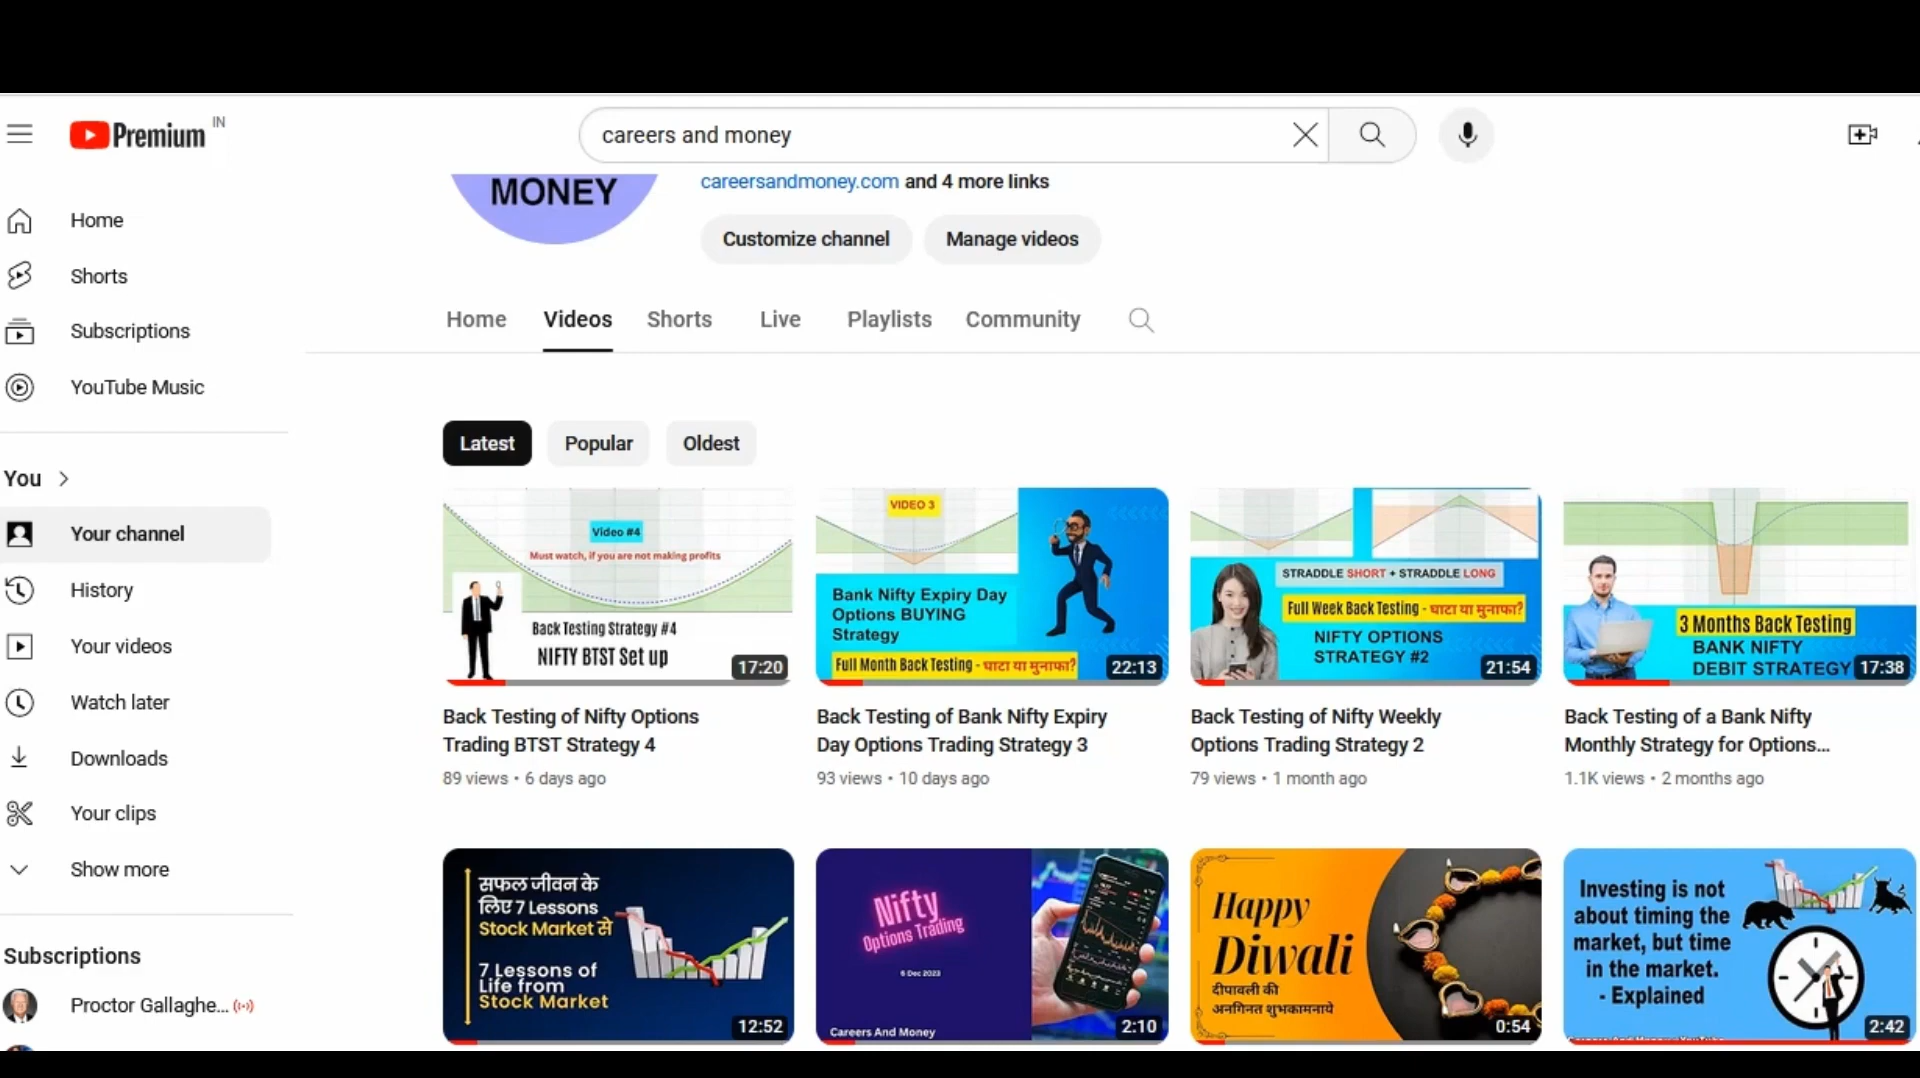 Premium IN
careers and money
MONEY
careersandmoney.com and 4 more links
Customize channel
Manage videos
Home
Shorts
Subscriptions
YouTube Music
Home
Videos
Shorts
Live
Playlists
Community
Latest
Popular
Oldest
You
Your channel
History
Your videos
Watch later
Downloads
Your clips
Show more
Subscriptions
Proctor Gallaghe...
Video #4
Must watch, if you are not making profits
Back Testing Strategy #4
NIFTY BTST Set up
17:20
Back Testing of Nifty Options
Trading BTST Strategy 4
89 views • 6 days ago
VIDEO 3
Bank Nifty Expiry Day
Options BUYING
Strategy
Full Month Back Testing - घाटा या मुनाफा?
22:13
Back Testing of Bank Nifty Expiry
Day Options Trading Strategy 3
93 views • 10 days ago
STRADDLE SHORT + STRADDLE LONG
Full Week Back Testing - घाटा या मुनाफा?
NIFTY OPTIONS
STRATEGY #2
21:54
Back Testing of Nifty Weekly
Options Trading Strategy 2
79 views • 1 month ago
3 Months Back Testing
BANK NIFTY
DEBIT STRATEGY
17:38
Back Testing of a Bank Nifty
Monthly Strategy for Options...
1.1K views • 2 months ago
सफल जीवन के
लिए 7 Lessons
Stock Market से
7 Lessons of
Life from
Stock Market
12:52
Nifty
Options Trading
6 Dec 2023
Careers And Money
2:10
Happy
Diwali
दीपावली की
अनगिनत शुभकामनाये
0:54
Investing is not
about timing the
market, but time
in the market.
- Explained
2:42